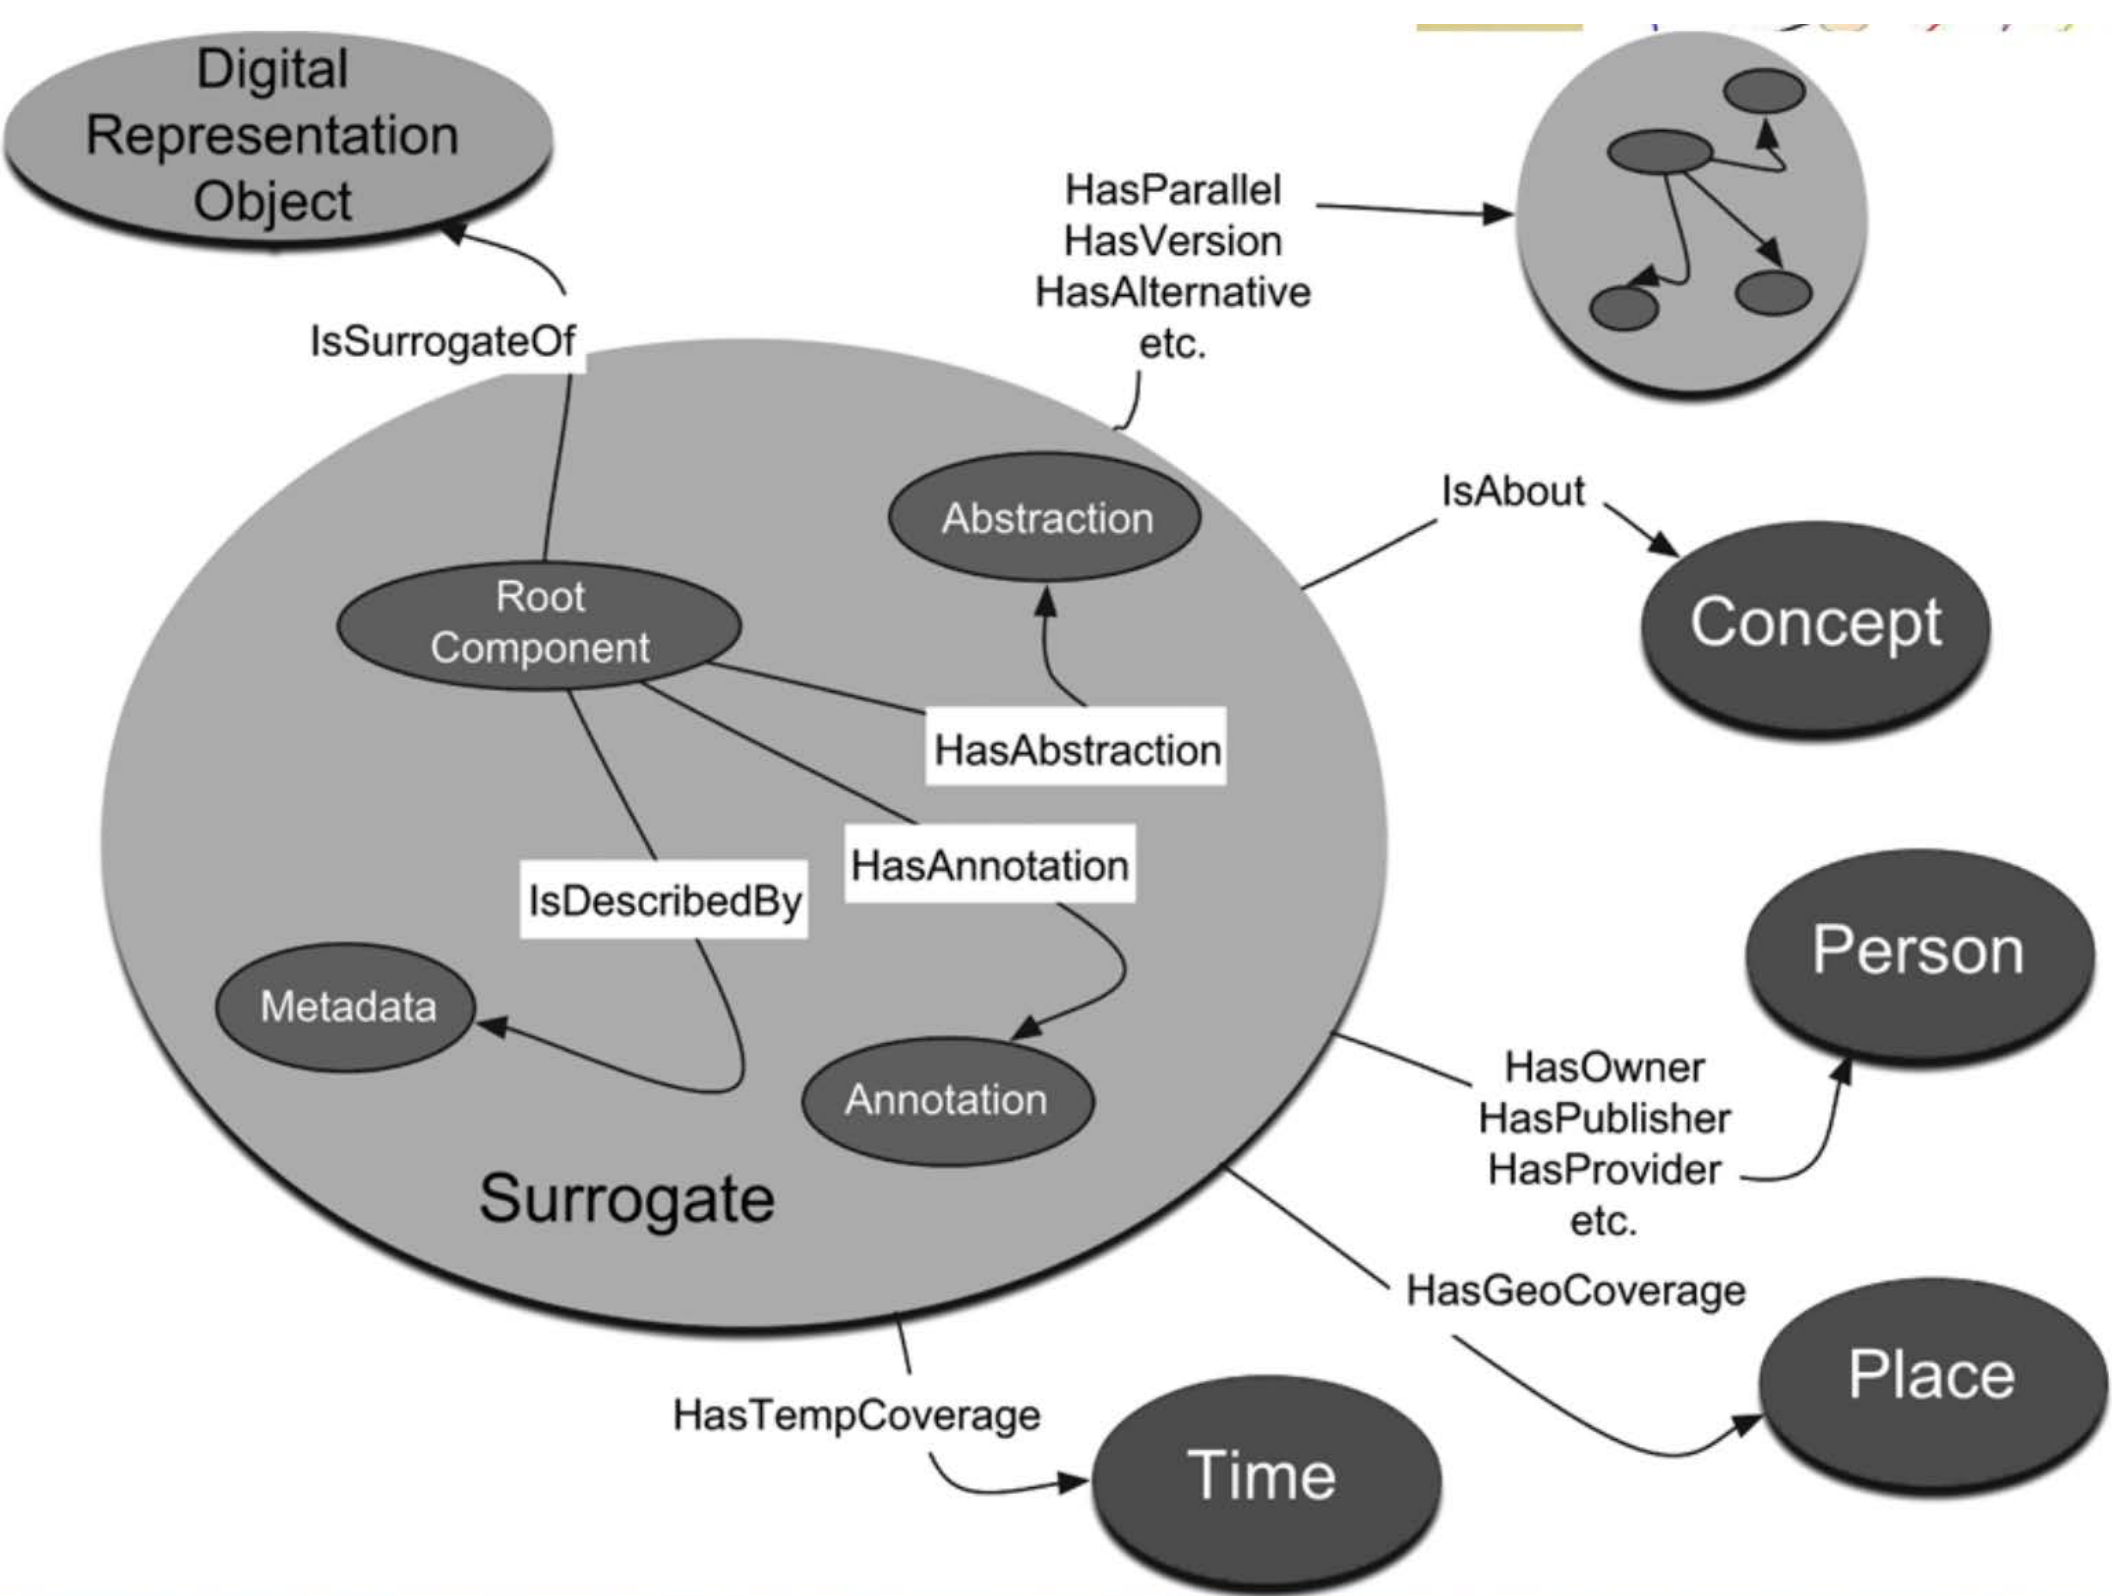 Digital
Representation
Object
IsSurrogateOf
HasParallel
HasVersion
HasAlternative
etc.
IsAbout
Concept
Abstraction
Root
Component
HasAbstraction
HasAnnotation
IsDescribedBy
Metadata
Annotation
Surrogate
Person
HasOwner
HasPublisher
HasProvider
etc.
HasGeoCoverage
Place
HasTempCoverage
Time